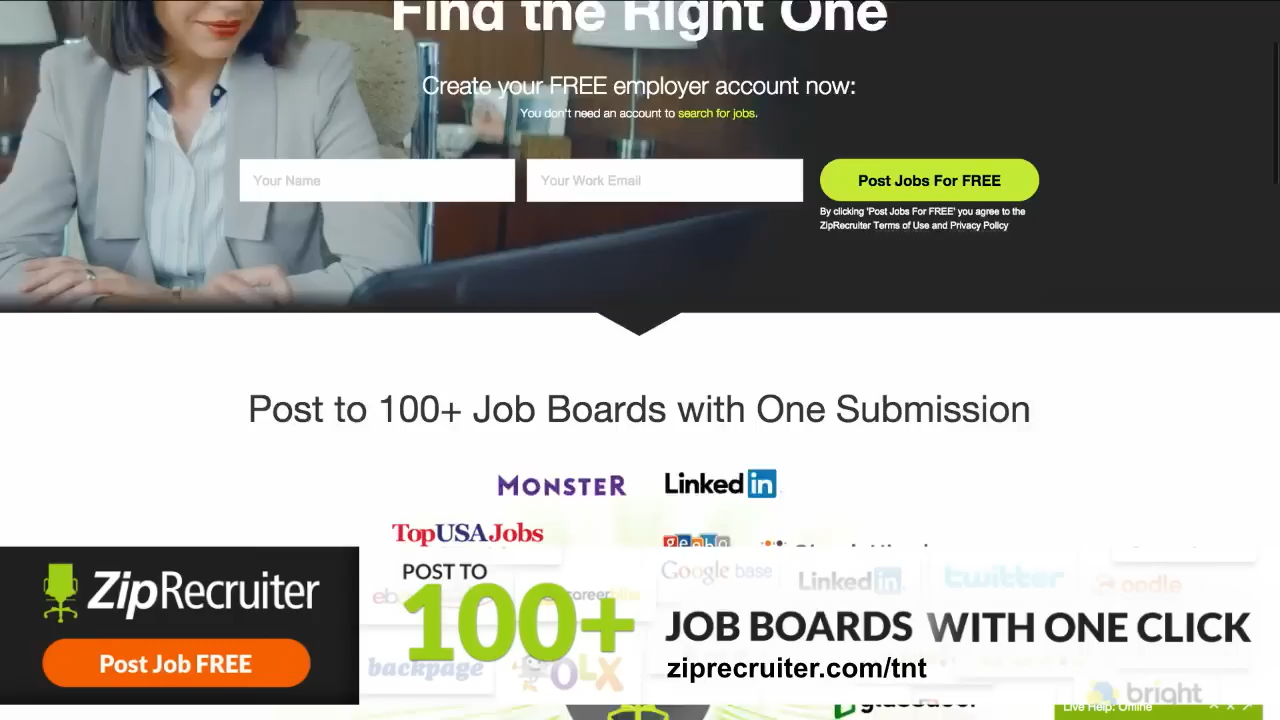 Find the Right One
Create your FREE employer account now:
You don't need an account to search for jobs.
Your Name
Your Work Email
Post Jobs For FREE
By clicking 'Post Jobs For FREE' you agree to the
ZipRecruiter Terms of Use and Privacy Policy
Post to 100+ Job Boards with One Submission
MONSTER
LinkedIn
TopUSAJobs
geebo
ZipRecruiter
Post Job FREE
POST TO
100+
JOB BOARDS WITH ONE CLICK
ziprecruiter.com/tnt
Google base
Linkedin
twitter
oodle
backpage
OLX
bright
glassdoor
Live Help: Online